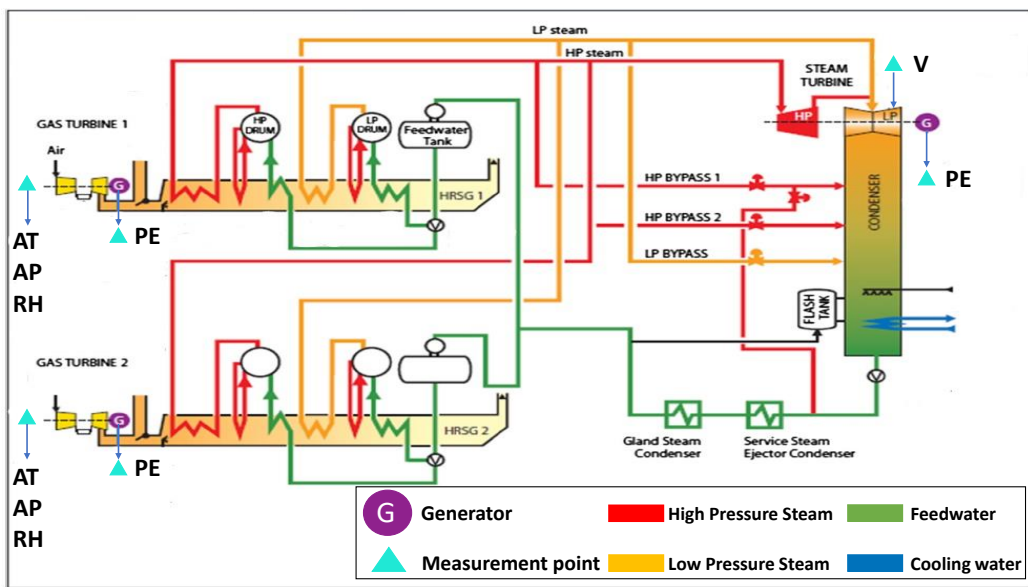 LP steam
HP steam
STEAM
TURBINE
V
HP
LP
G
PE
GAS TURBINE 1
Air
G
PE
AT
AP
RH
HP
DRUM
LP
DRUM
Feedwater
Tank
HRSG 1
HP BYPASS 1
HP BYPASS 2
LP BYPASS
CONDENSER
FLASH
TANK
GAS TURBINE 2
G
PE
AT
AP
RH
HRSG 2
Gland Steam
Condenser
Service Steam
Ejector Condenser
G
Generator
High Pressure Steam
Feedwater
Measurement point
Low Pressure Steam
Cooling water